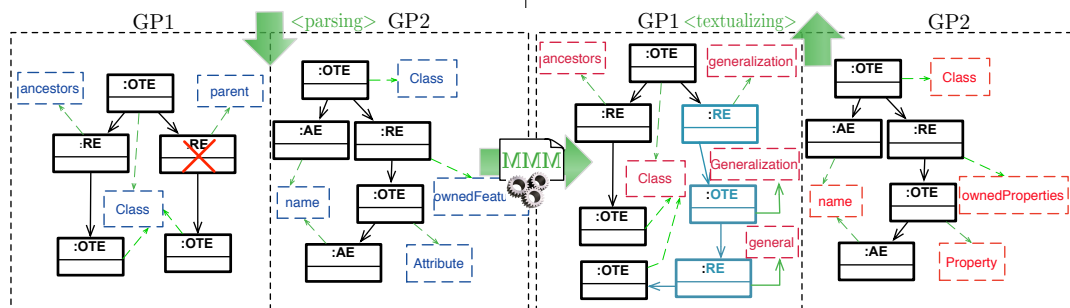 GP1
<parsing>
GP2
GP1
<textualizing>
GP2
:OTE
ancestors
parent
:RE
:RE
Class
:OTE
:OTE
:OTE
Class
:AE
:RE
name
:OTE
ownedFeatu
:AE
Attribute
MMM
:OTE
ancestors
generalization
:RE
:RE
Class
Generalization
:OTE
:OTE
general
:OTE
:RE
:OTE
Class
:AE
:RE
name
:OTE
ownedProperties
:AE
Property